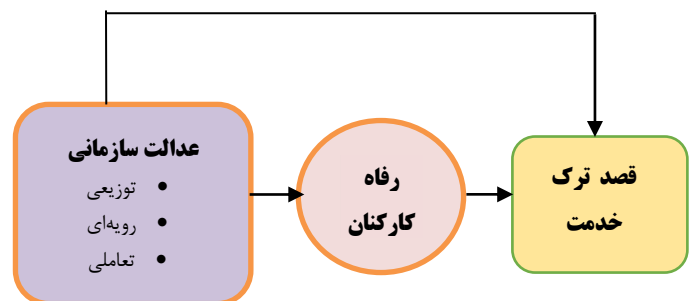 عدالت سازمانی
• توزیعی
• رویه‌ای
• تعاملی
رفاه
کارکنان
قصد ترک
خدمت